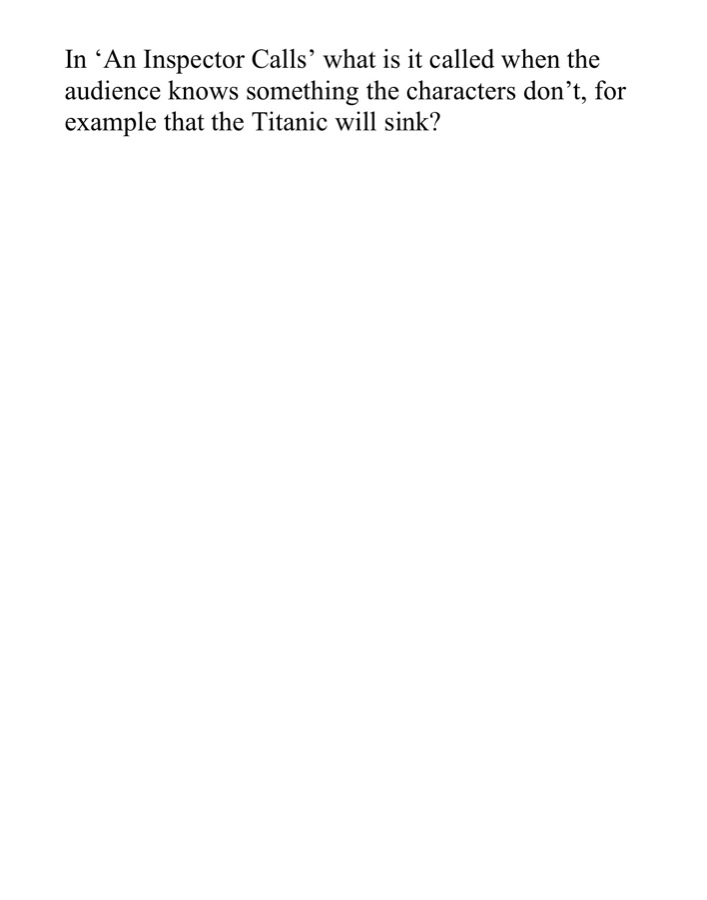 In ‘An Inspector Calls’ what is it called when the
audience knows something the characters don’t, for
example that the Titanic will sink?